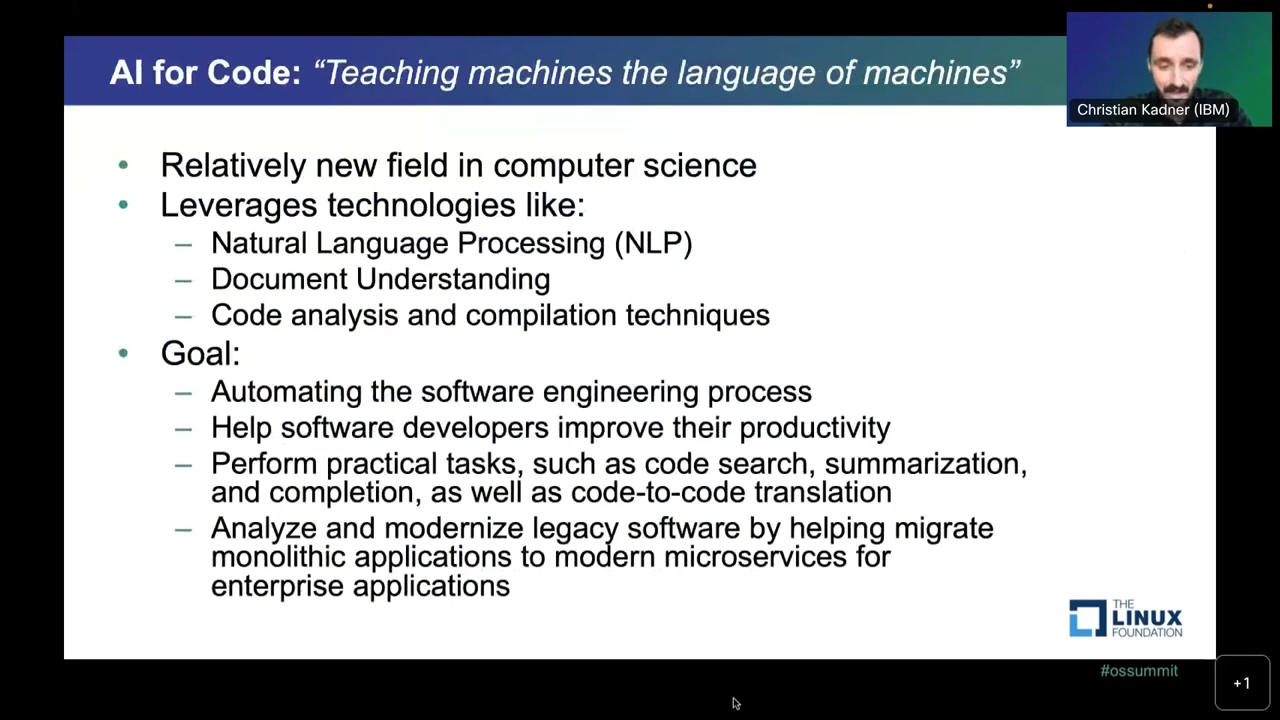 AI for Code: “Teaching machines the language of machines”
Christian Kadner (IBM)
• Relatively new field in computer science
• Leverages technologies like:
– Natural Language Processing (NLP)
– Document Understanding
– Code analysis and compilation techniques
• Goal:
– Automating the software engineering process
– Help software developers improve their productivity
– Perform practical tasks, such as code search, summarization,
and completion, as well as code-to-code translation
– Analyze and modernize legacy software by helping migrate
monolithic applications to modern microservices for
enterprise applications
THE
LINUX
FOUNDATION
#ossummit
+1